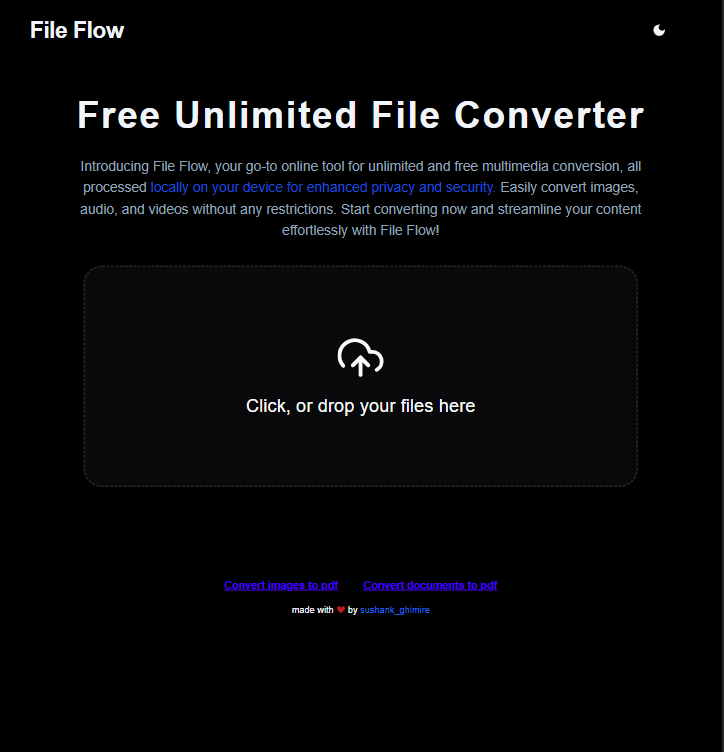 File Flow
Free Unlimited File Converter
Introducing File Flow, your go-to online tool for unlimited and free multimedia conversion, all
processed locally on your device for enhanced privacy and security. Easily convert images,
audio, and videos without any restrictions. Start converting now and streamline your content
effortlessly with File Flow!
Click, or drop your files here
Convert images to pdf Convert documents to pdf
made with ❤ by sushank_ghimire